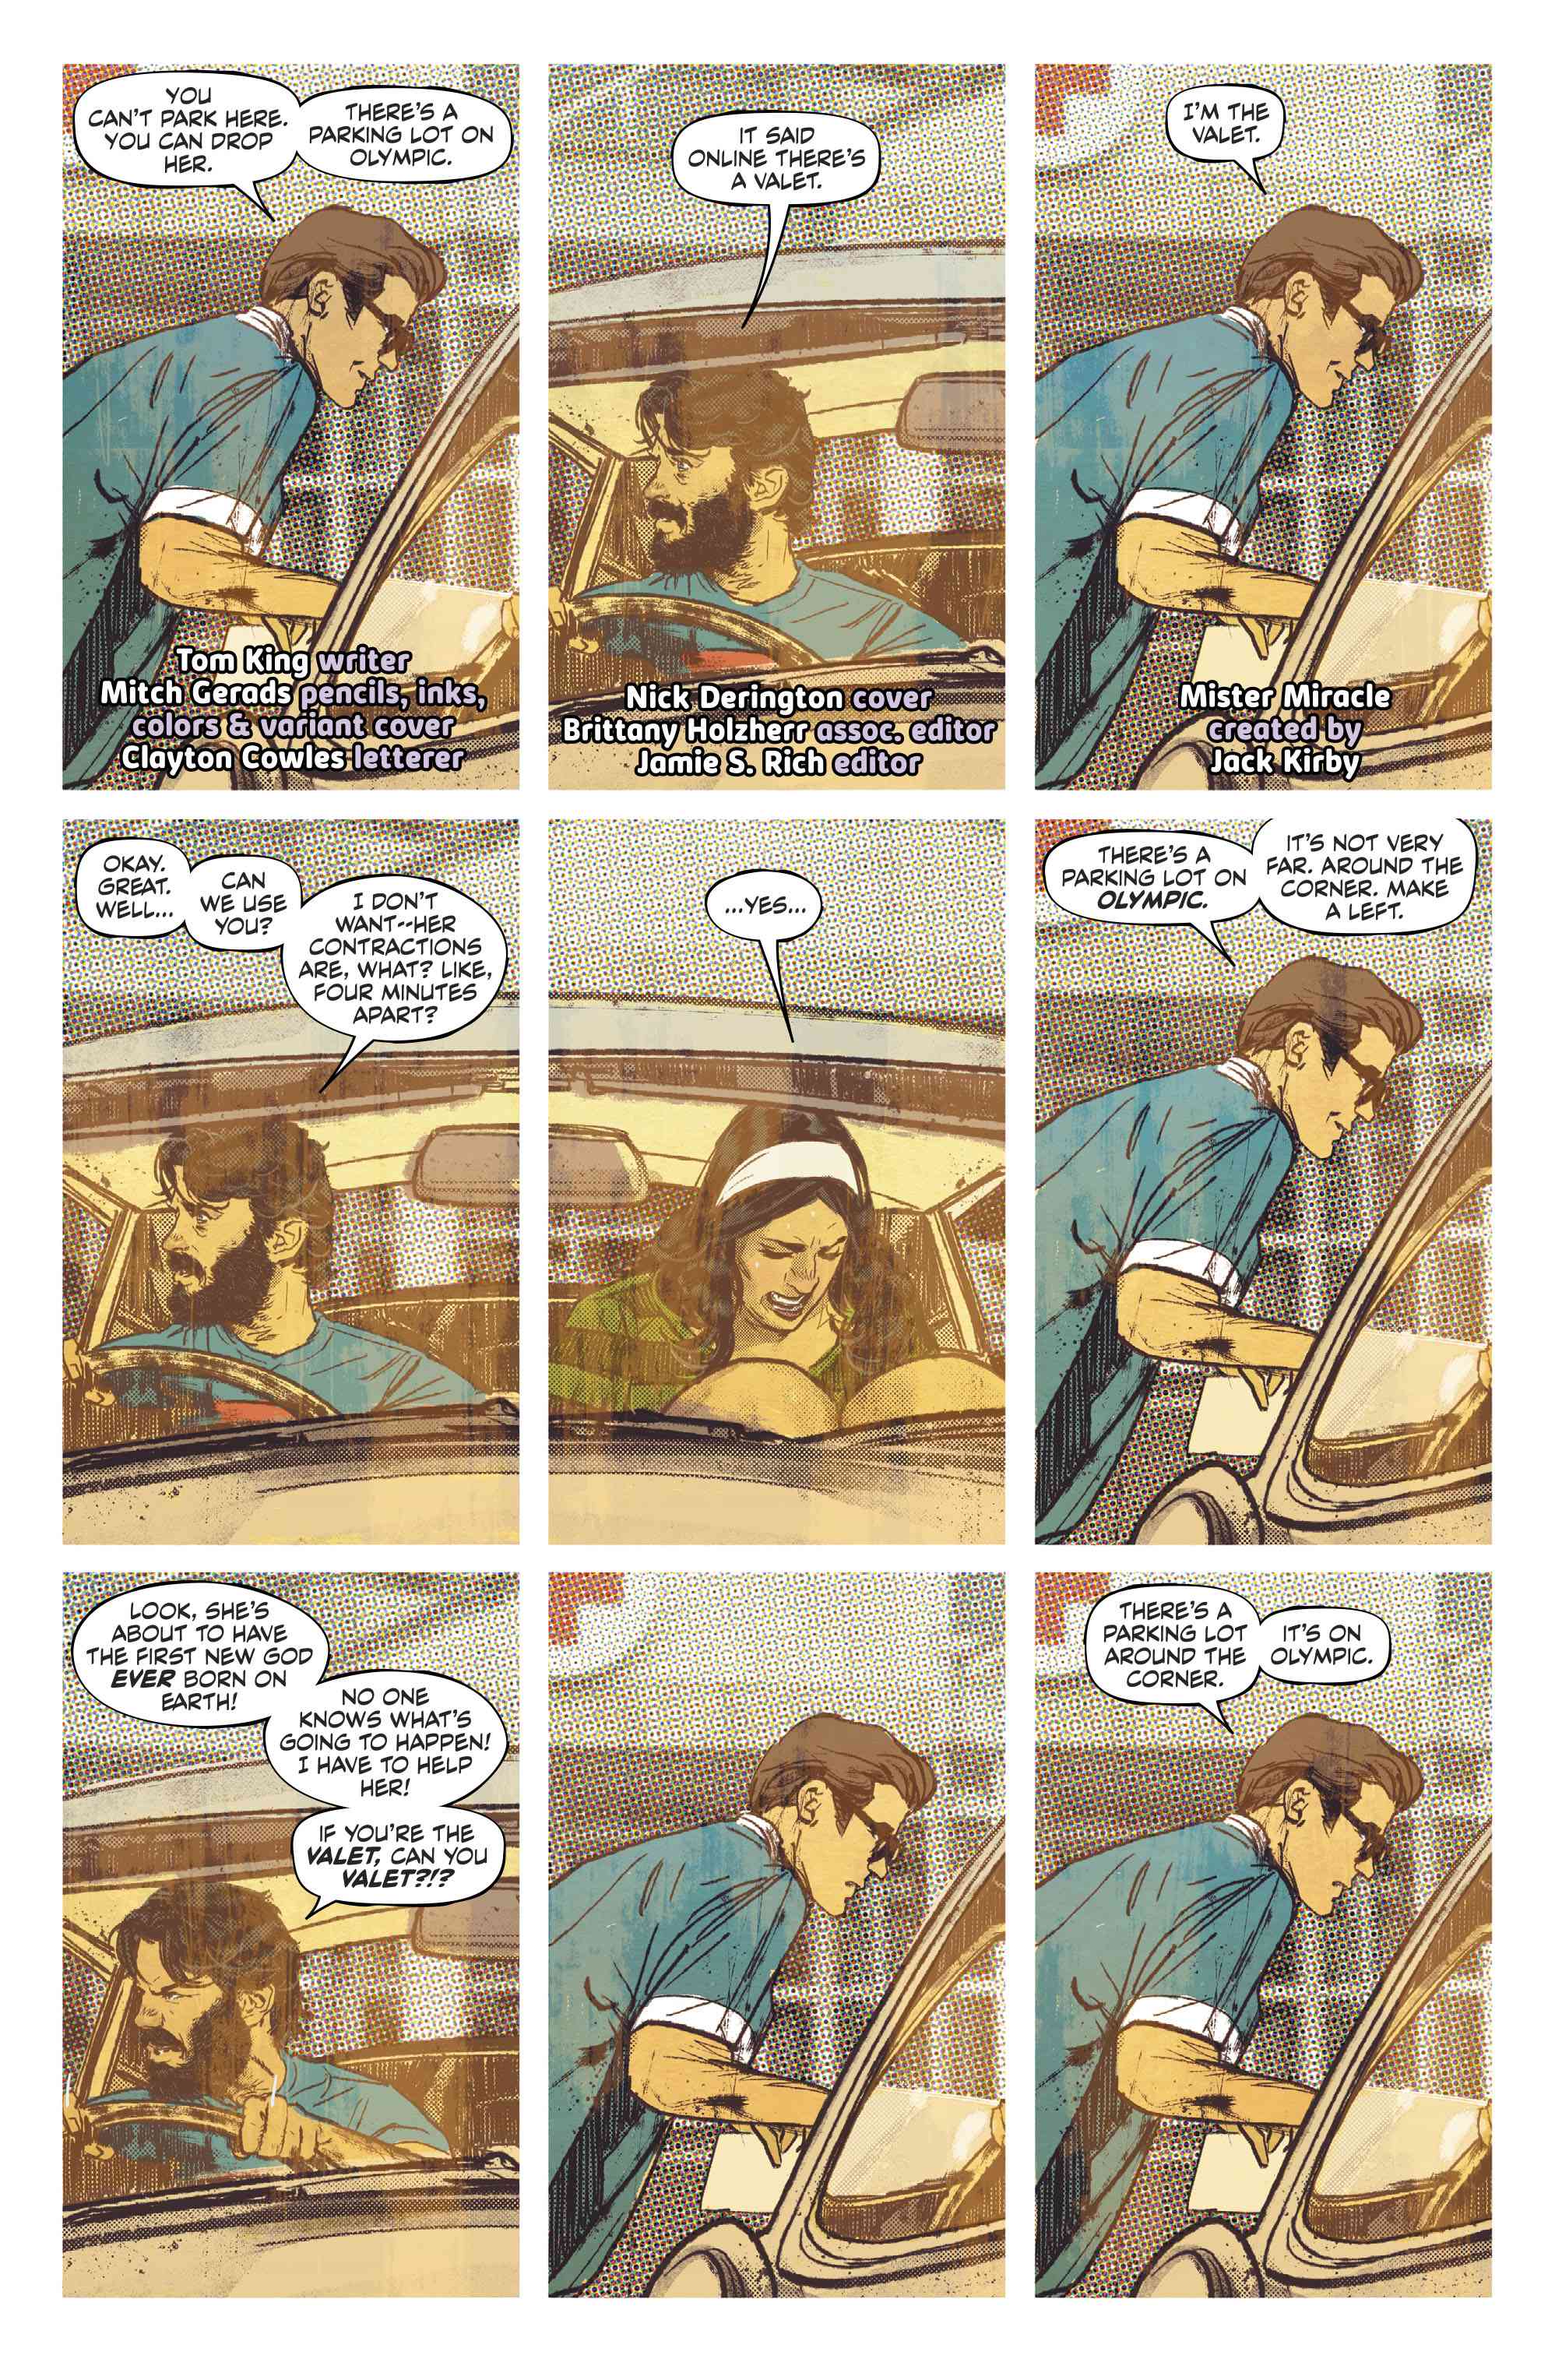 YOU
CAN'T PARK HERE.
YOU CAN DROP
HER.
THERE'S A
PARKING LOT ON
OLYMPIC.
Tom King writer
Mitch Gerads pencils, inks,
colors & variant cover
Clayton Cowles letterer
IT SAID
ONLINE THERE'S
A VALET.
Nick Derington cover
Brittany Holzherr assoc. editor
Jamie S. Rich editor
I'M THE
VALET.
Mister Miracle
created by
Jack Kirby
OKAY.
GREAT.
WELL...
CAN
WE USE
YOU?
I DON'T
WANT--HER
CONTRACTIONS
ARE, WHAT? LIKE,
FOUR MINUTES
APART?
...YES...
THERE'S A
PARKING LOT ON
OLYMPIC.
IT'S NOT VERY
FAR. AROUND THE
CORNER. MAKE
A LEFT.
LOOK, SHE'S
ABOUT TO HAVE
THE FIRST NEW GOD
EVER BORN ON
EARTH!
NO ONE
KNOWS WHAT'S
GOING TO HAPPEN!
I HAVE TO HELP
HER!
IF YOU'RE THE
VALET, CAN YOU
VALET?!?
THERE'S A
PARKING LOT
AROUND THE
CORNER.
IT'S ON
OLYMPIC.